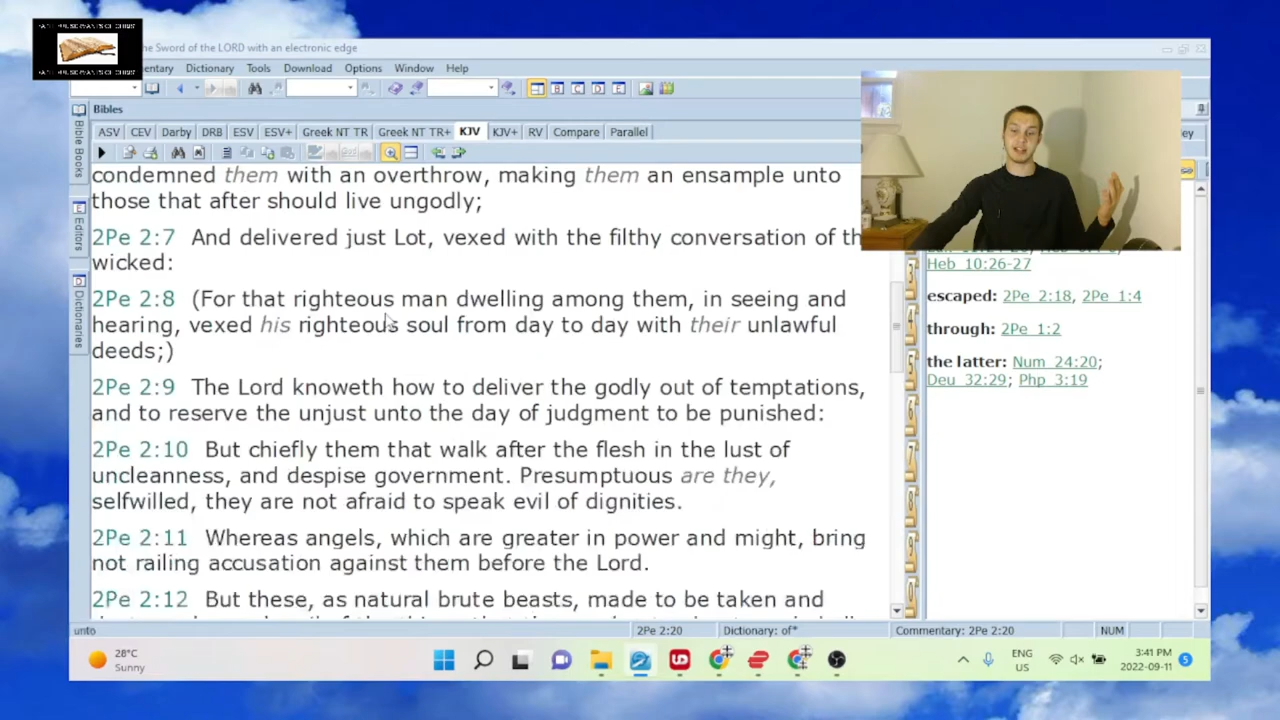 he Sword of the LORD with an electronic edge
entary Dictionary Tools Download Options Window Help
Bibles
ASV CEV Darby DRB ESV ESV+ Greek NT TR Greek NT TR+ KJV KJV+ RV Compare Parallel
Bible Books
Editors
Dictionaries
condemned them with an overthrow, making them an ensample unto
those that after should live ungodly;
2Pe 2:7 And delivered just Lot, vexed with the filthy conversation of th
wicked:
2Pe 2:8 (For that righteous man dwelling among them, in seeing and
hearing, vexed his righteous soul from day to day with their unlawful
deeds;)
2Pe 2:9 The Lord knoweth how to deliver the godly out of temptations,
and to reserve the unjust unto the day of judgment to be punished:
2Pe 2:10 But chiefly them that walk after the flesh in the lust of
uncleanness, and despise government. Presumptuous are they,
selfwilled, they are not afraid to speak evil of dignities.
2Pe 2:11 Whereas angels, which are greater in power and might, bring
not railing accusation against them before the Lord.
2Pe 2:12 But these, as natural brute beasts, made to be taken and
Heb 10:26-27
escaped: 2Pe 2:18, 2Pe 1:4
through: 2Pe 1:2
the latter: Num 24:20;
Deu 32:29; Php 3:19
unto 2Pe 2:20 Dictionary: of* Commentary: 2Pe 2:20 NUM
28°C
Sunny
ENG
US
3:41 PM
2022-09-11
5